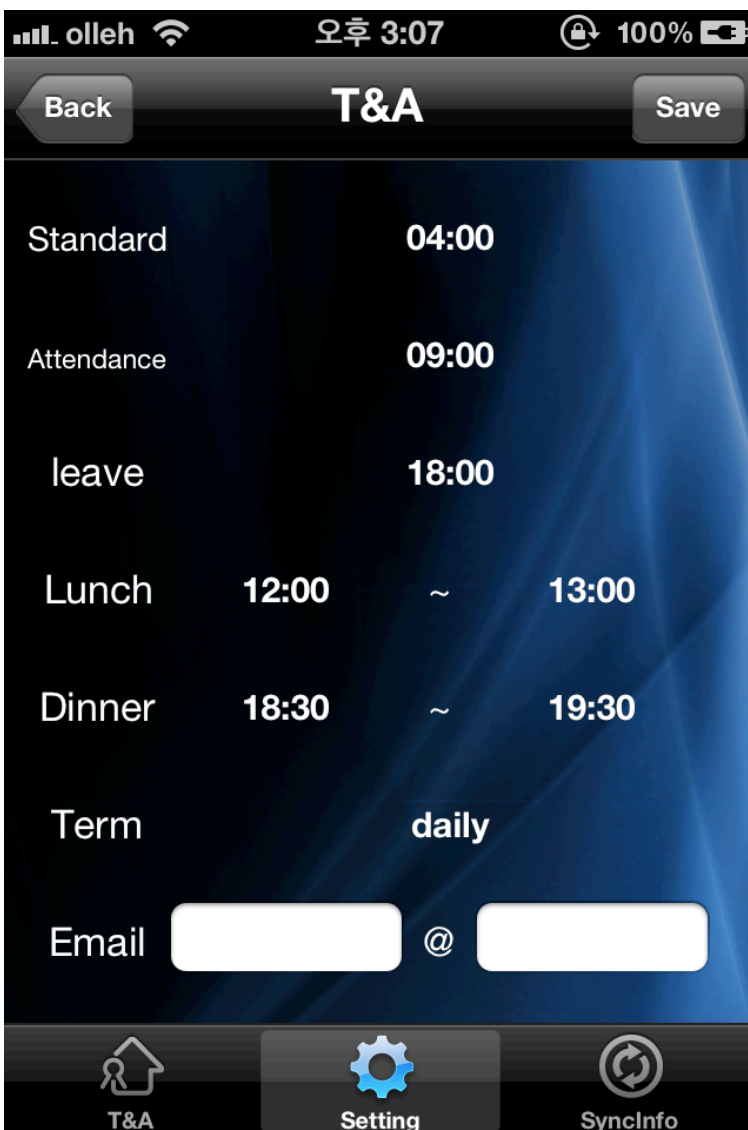 olleh 오후 3:07 100%
Back T&A Save
Standard 04:00
Attendance 09:00
leave 18:00
Lunch 12:00 ~ 13:00
Dinner 18:30 ~ 19:30
Term daily
Email @
T&A Setting SyncInfo